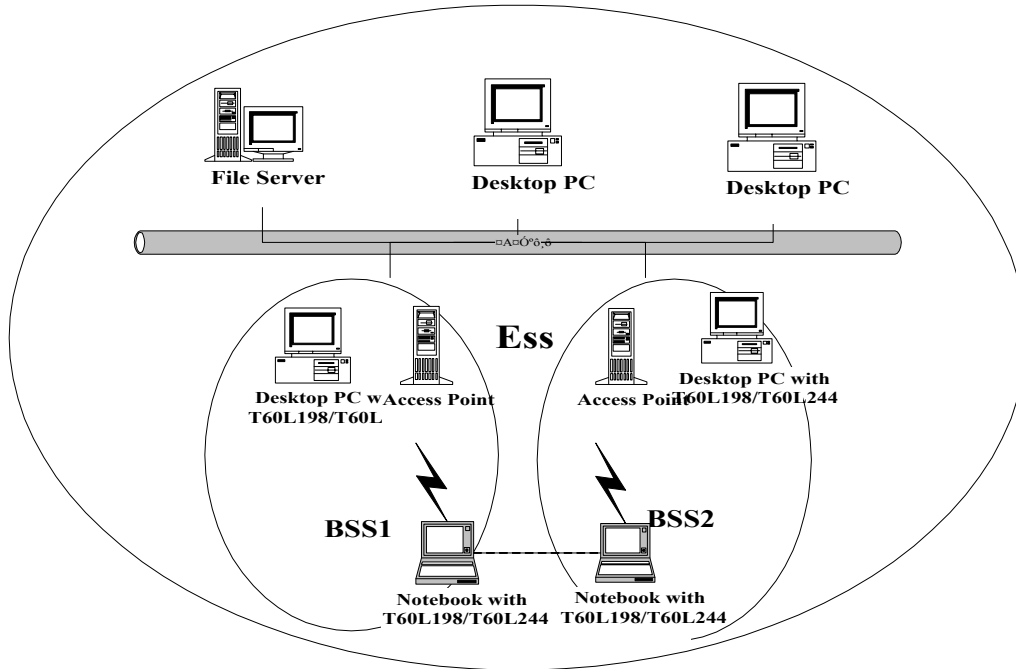 File Server
Desktop PC
Desktop PC
¤A¤Óºô¸ô
Ess
Desktop PC w
T60L198/T60L
Access Point
Access Point
Desktop PC with
T60L198/T60L244
BSS1
BSS2
Notebook with
T60L198/T60L244
Notebook with
T60L198/T60L244